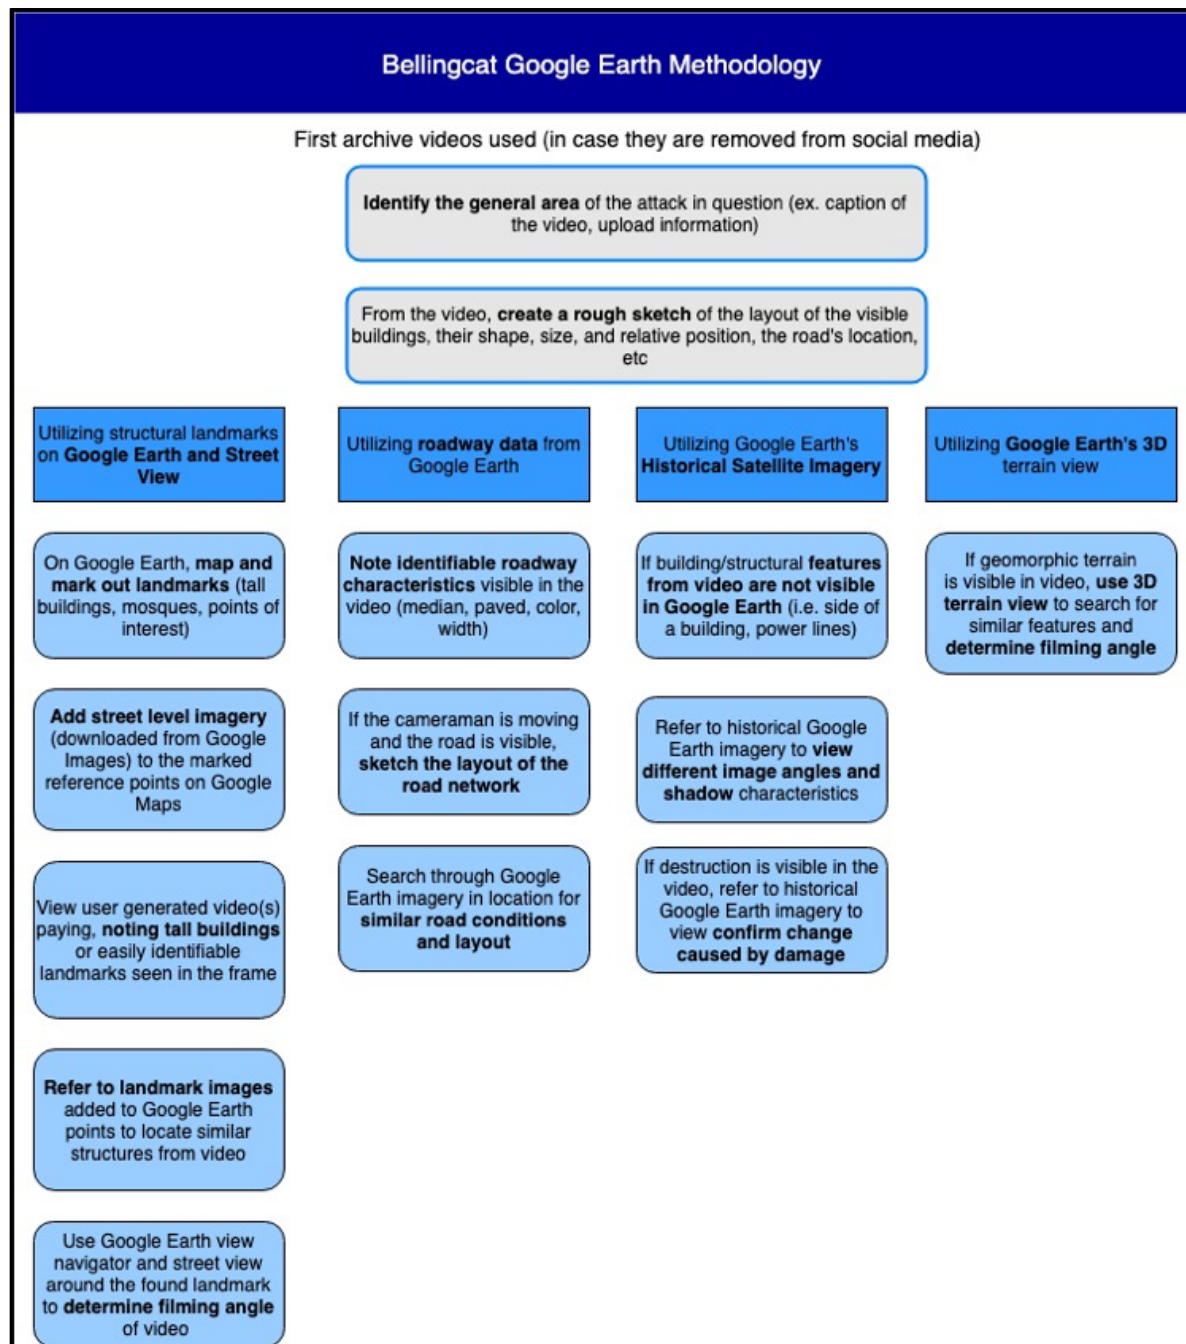 Bellingcat Google Earth Methodology
First archive videos used (in case they are removed from social media)
Identify the general area of the attack in question (ex. caption of
the video, upload information)
From the video, create a rough sketch of the layout of the visible
buildings, their shape, size, and relative position, the road's location,
etc
Utilizing structural landmarks
on Google Earth and Street
View
On Google Earth, map and
mark out landmarks (tall
buildings, mosques, points of
interest)
Add street level imagery
(downloaded from Google
Images) to the marked
reference points on Google
Maps
View user generated video(s)
paying, noting tall buildings
or easily identifiable
landmarks seen in the frame
Refer to landmark images
added to Google Earth
points to locate similar
structures from video
Use Google Earth view
navigator and street view
around the found landmark
to determine filming angle
of video
Utilizing roadway data from
Google Earth
Note identifiable roadway
characteristics visible in the
video (median, paved, color,
width)
If the cameraman is moving
and the road is visible,
sketch the layout of the
road network
Search through Google
Earth imagery in location for
similar road conditions
and layout
Utilizing Google Earth's
Historical Satellite Imagery
If building/structural features
from video are not visible
in Google Earth (i.e. side of
a building, power lines)
Refer to historical Google
Earth imagery to view
different image angles and
shadow characteristics
If destruction is visible in the
video, refer to historical
Google Earth imagery to
view confirm change
caused by damage
Utilizing Google Earth's 3D
terrain view
If geomorphic terrain
is visible in video, use 3D
terrain view to search for
similar features and
determine filming angle